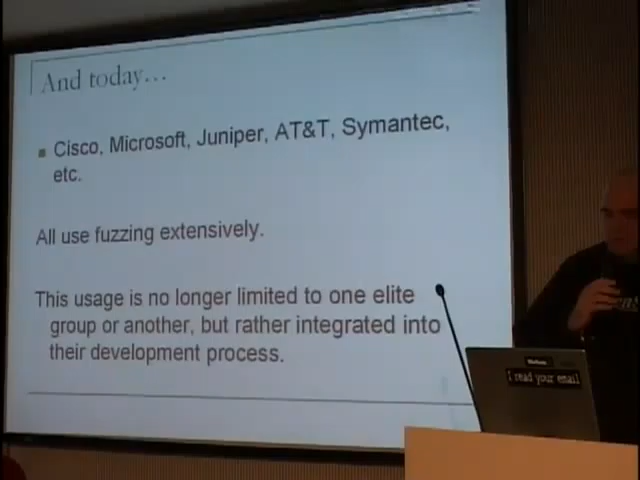 And today...
Cisco, Microsoft, Juniper, AT&T, Symantec,
etc.
All use fuzzing extensively.
This usage is no longer limited to one elite
group or another, but rather integrated into
their development process.
I read your email